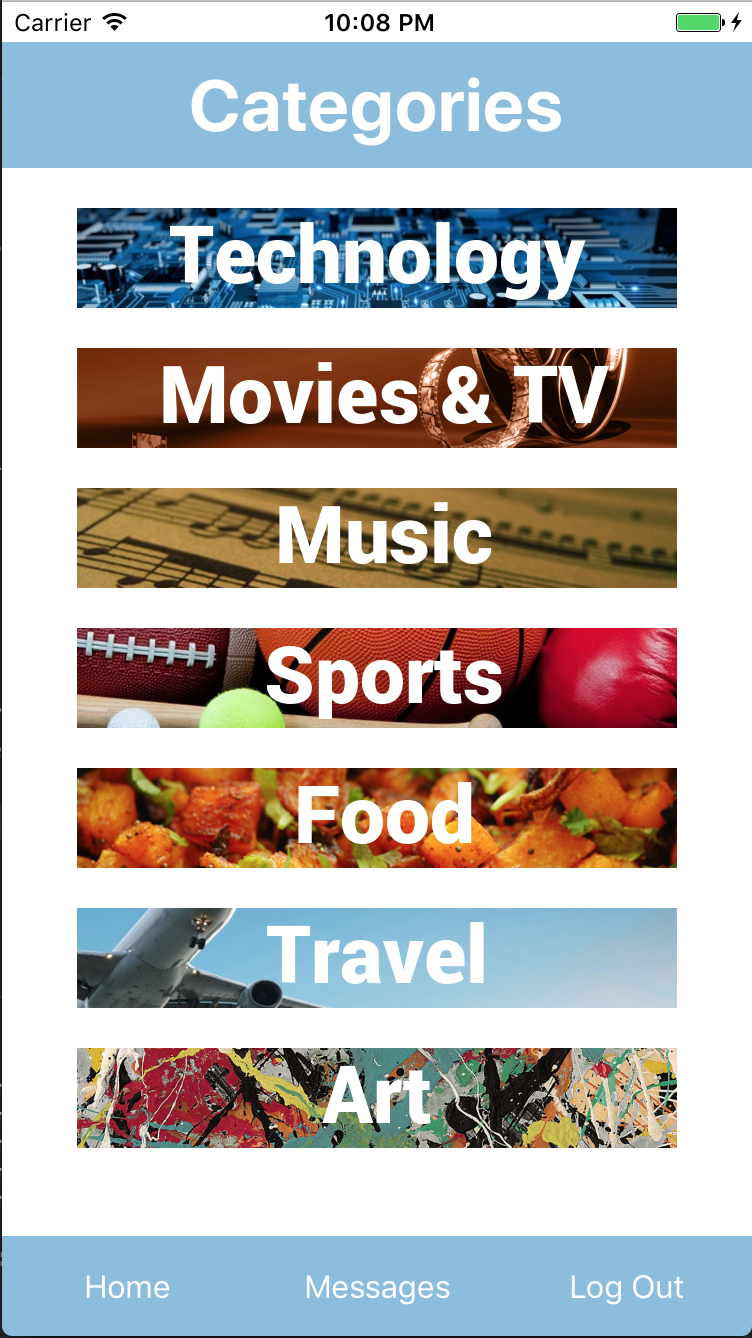 Carrier 10:08 PM
Categories
Technology
Movies & TV
Music
Sports
Food
Travel
Art
Home Messages Log Out